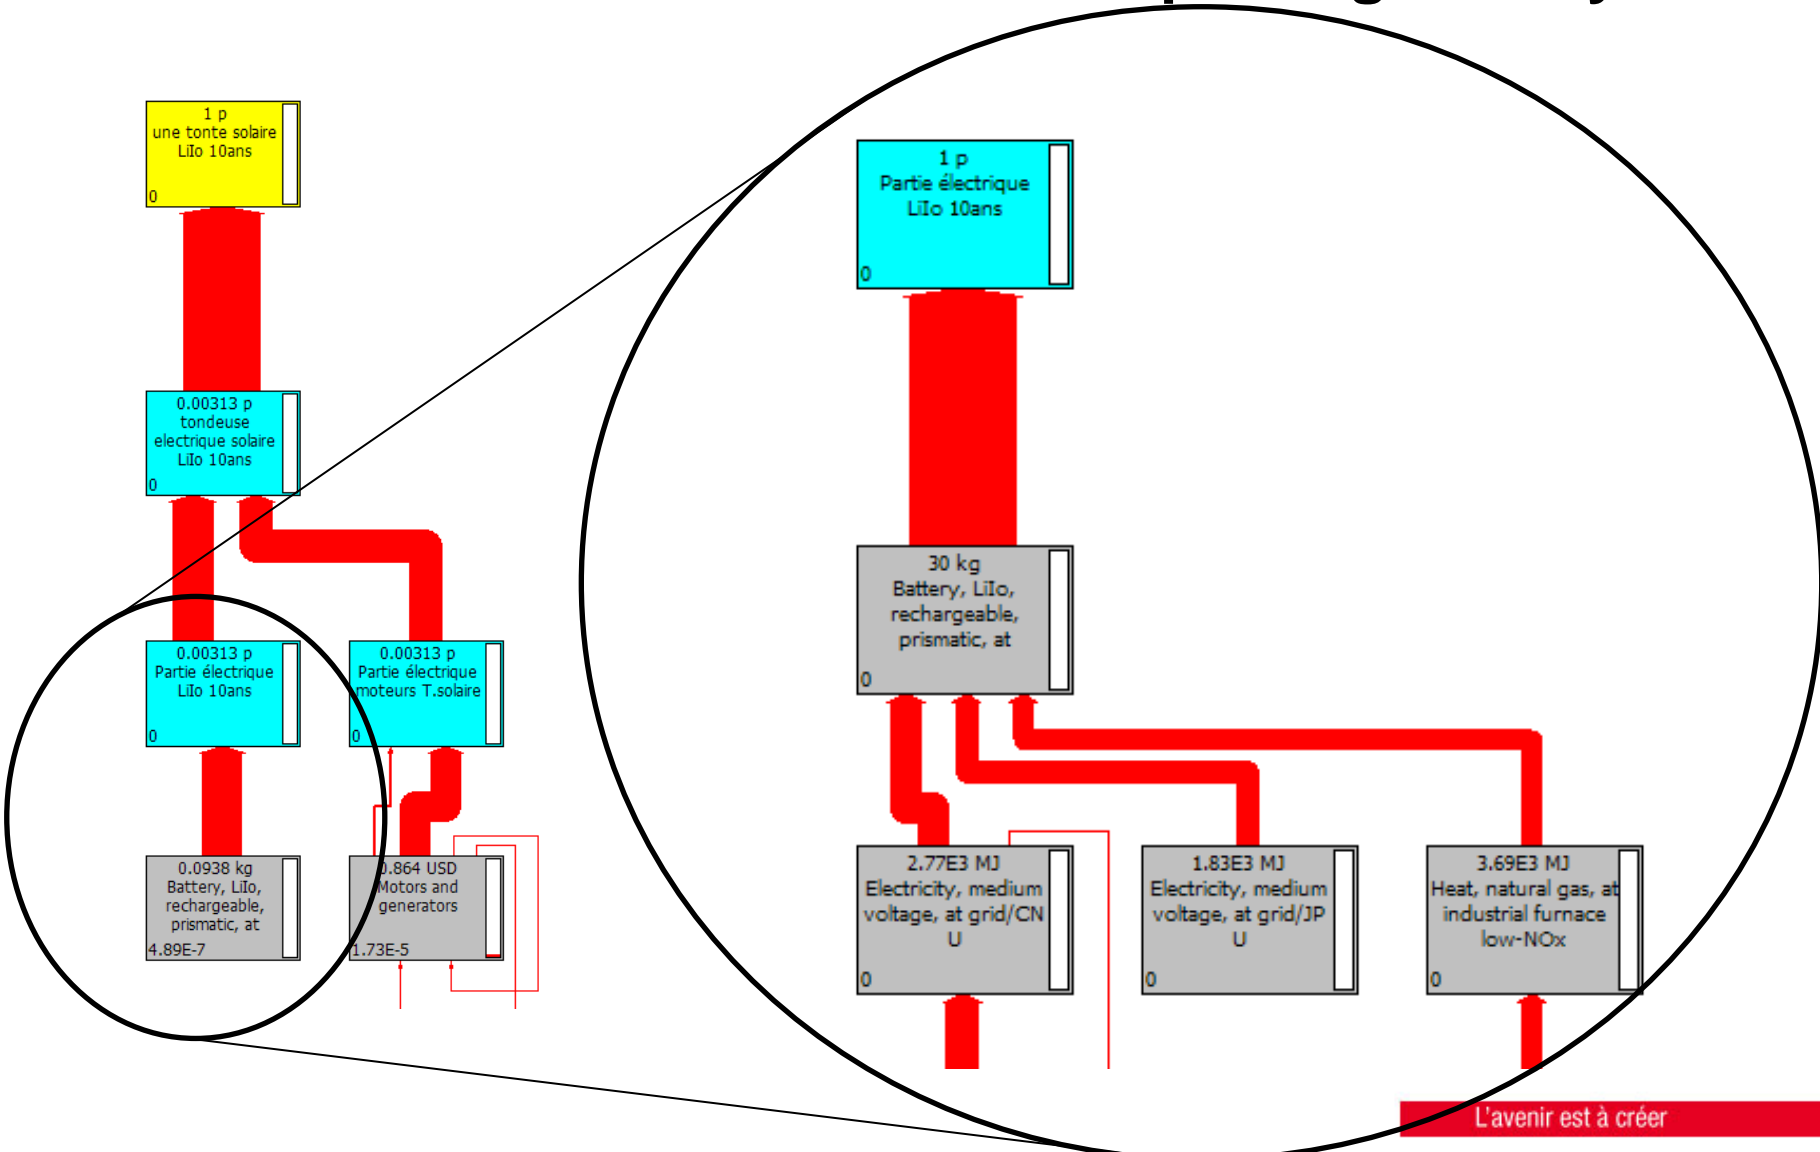 1 p
une tonte solaire
LiIo 10ans
0
0.00313 p
tondeuse
electrique solaire
LiIo 10ans
0
0.00313 p
Partie électrique
LiIo 10ans
0
0.00313 p
Partie électrique
moteurs T.solaire
0
0.0938 kg
Battery, LiIo,
rechargeable,
prismatic, at
4.89E-7
0.864 USD
Motors and
generators
1.73E-5
1 p
Partie électrique
LiIo 10ans
0
30 kg
Battery, LiIo,
rechargeable,
prismatic, at
0
2.77E3 MJ
Electricity, medium
voltage, at grid/CN
U
0
1.83E3 MJ
Electricity, medium
voltage, at grid/JP
U
0
3.69E3 MJ
Heat, natural gas, at
industrial furnace
low-NOx
0
L'avenir est à créer